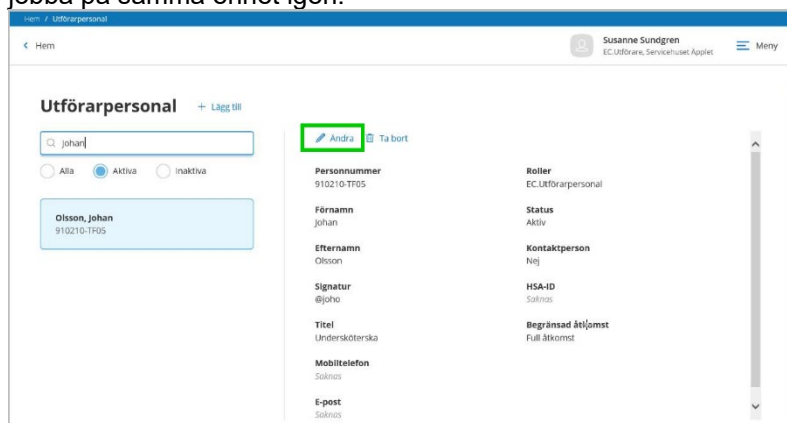 jobba på samma enhet igen.
Hem / Utförarpersonal
Hem
Susanne Sundgren
EC.Utförare, Servicehuset Äpplet
Meny
Utförarpersonal + Lägg till
johan
Alla Aktiva Inaktiva
Olsson, Johan
910210-TF05
Ändra Ta bort
Personnummer
910210-TF05
Förnamn
Johan
Efternamn
Olsson
Signatur
@joho
Titel
Undersköterska
Mobiltelefon
Saknas
E-post
Saknas
Roller
EC.Utförarpersonal
Status
Aktiv
Kontaktperson
Nej
HSA-ID
Saknas
Begränsad åtkomst
Full åtkomst